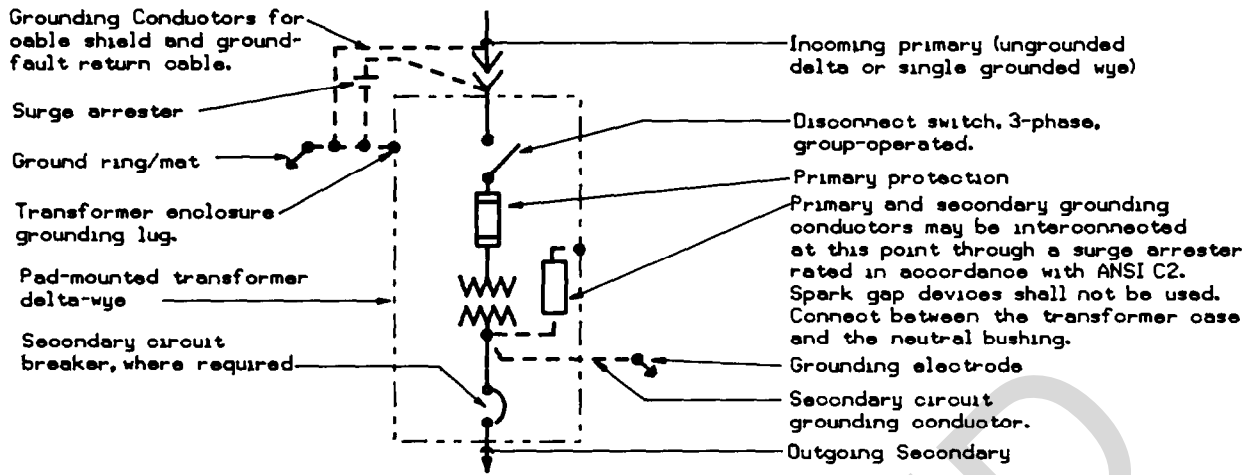 Grounding Conductors for
cable shield and ground-
fault return cable.
Surge arrester
Ground ring/mat
Transformer enclosure
grounding lug.
Pad-mounted transformer
delta-wye
Secondary circuit
breaker, where required
Incoming primary (ungrounded
delta or single grounded wye)
Disconnect switch, 3-phase,
group-operated.
Primary protection
Primary and secondary grounding
conductors may be interconnected
at this point through a surge arrester
rated in accordance with ANSI C2.
Spark gap devices shall not be used.
Connect between the transformer case
and the neutral bushing.
Grounding electrode
Secondary circuit
grounding conductor.
Outgoing Secondary